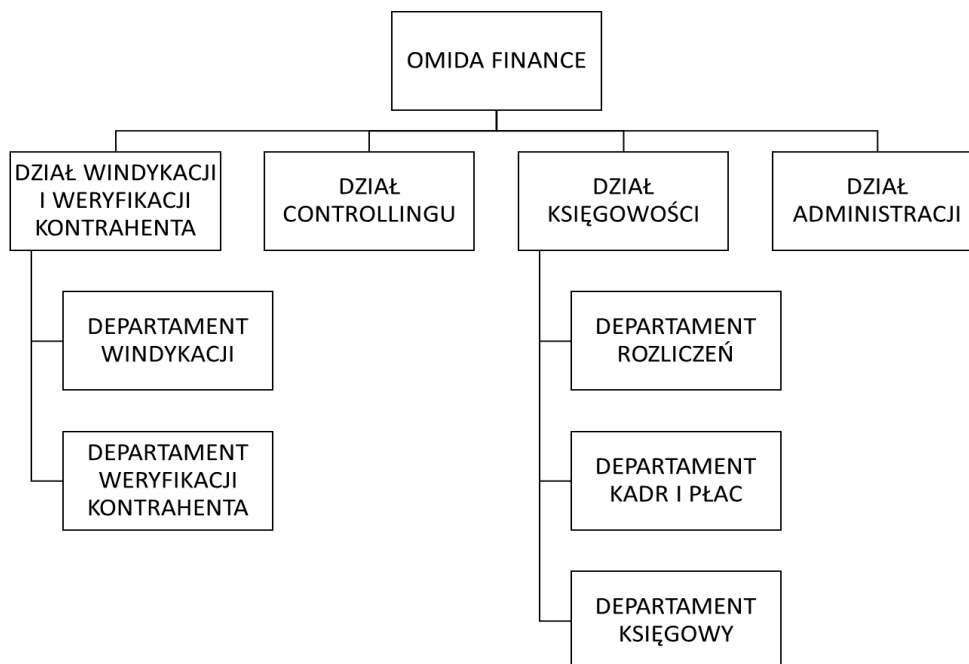 OMIDA FINANCE
DZIAŁ WINDYKACJI
I WERYFIKACJI
KONTRAHENTA
DZIAŁ
CONTROLLINGU
DZIAŁ
KSIĘGOWOŚCI
DZIAŁ
ADMINISTRACJI
DEPARTAMENT
WINDYKACJI
DEPARTAMENT
WERYFIKACJI
KONTRAHENTA
DEPARTAMENT
ROZLICZEŃ
DEPARTAMENT
KADR I PŁAC
DEPARTAMENT
KSIĘGOWY